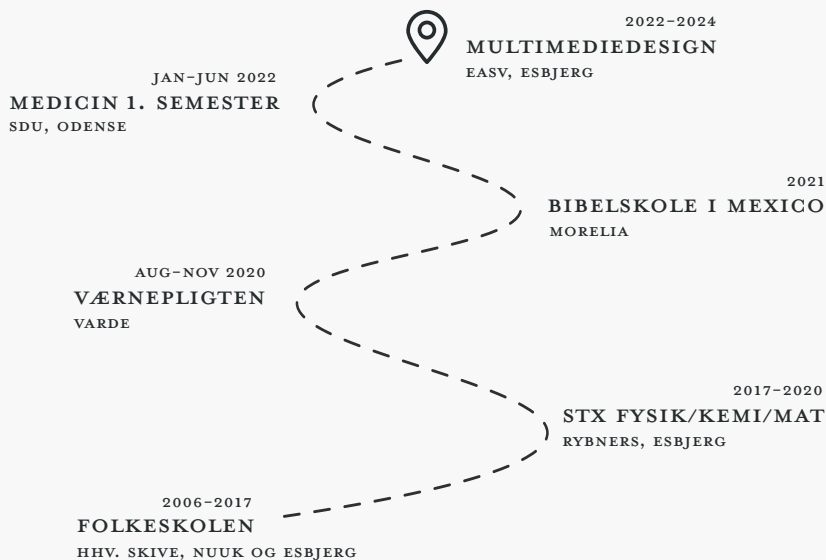 2022–2024
MULTIMEDIEDESIGN
EASV, ESBJERG
JAN–JUN 2022
MEDICIN 1. SEMESTER
SDU, ODENSE
2021
BIBELSKOLE I MEXICO
MORELIA
AUG–NOV 2020
VÆRNEPLIGTEN
VARDE
2017–2020
STX FYSIK/KEMI/MAT
RYBNERS, ESBJERG
2006–2017
FOLKESKOLEN
HHV. SKIVE, NUUK OG ESBJERG